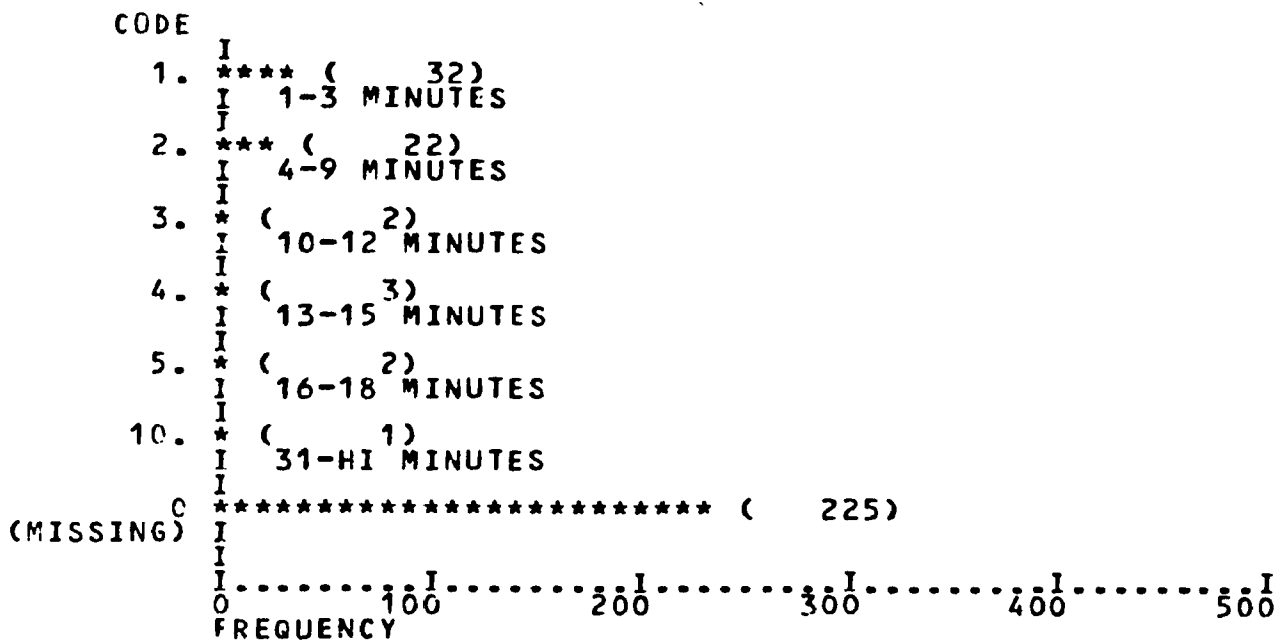 CODE
I
1. **** ( 32)
I 1-3 MINUTES
I
2. *** ( 22)
I 4-9 MINUTES
I
3. * ( 2)
I 10-12 MINUTES
I
4. * ( 3)
I 13-15 MINUTES
I
5. * ( 2)
I 16-18 MINUTES
I
10. * ( 1)
I 31-HI MINUTES
I
0 ************************ ( 225)
(MISSING) I
I
I.........I.........I.........I.........I.........I
0 100 200 300 400 500
FREQUENCY